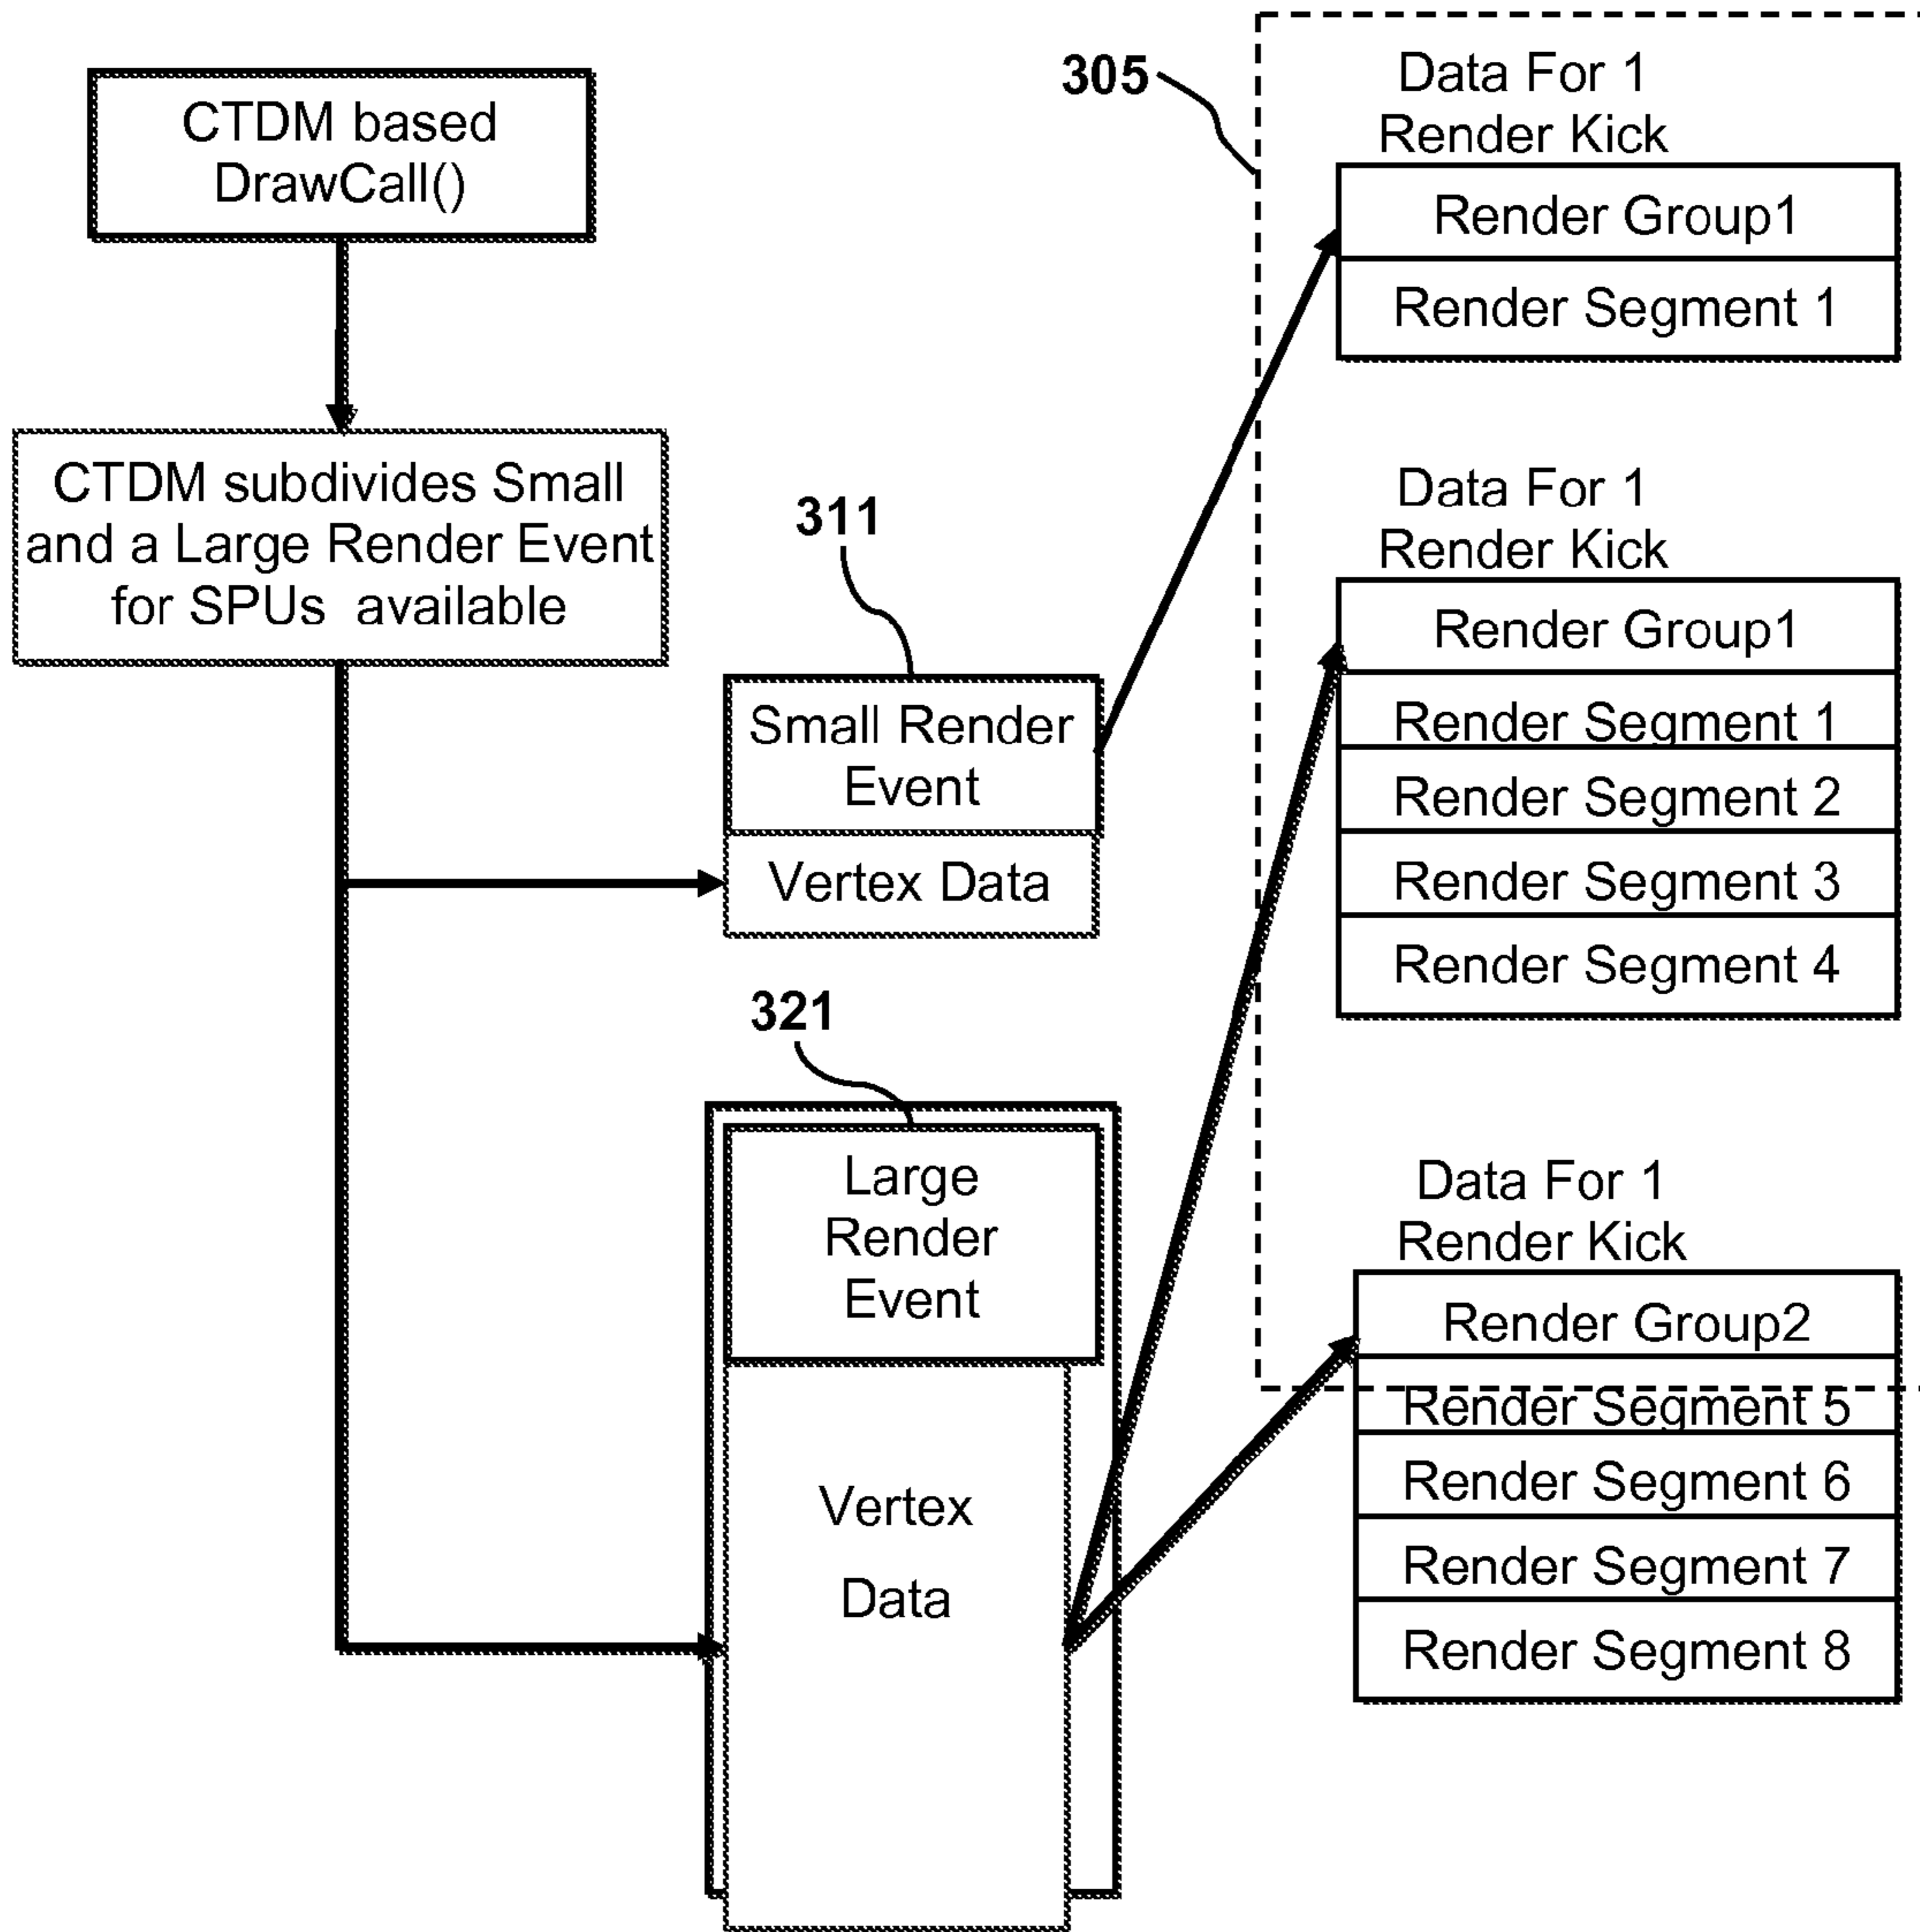 CTDM based
DrawCall()
CTDM subdivides Small
and a Large Render Event
for SPUs available
311
Small Render
Event
Vertex Data
321
Large
Render
Event
Vertex
Data
305
Data For 1
Render Kick
Render Group1
Render Segment 1
Data For 1
Render Kick
Render Group1
Render Segment 1
Render Segment 2
Render Segment 3
Render Segment 4
Data For 1
Render Kick
Render Group2
Render Segment 5
Render Segment 6
Render Segment 7
Render Segment 8